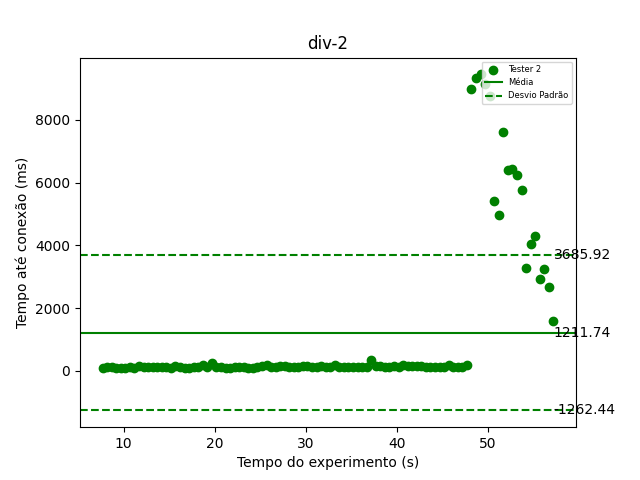 div-2
Tester 2
Média
Desvio Padrão
Tempo até conexão (ms)
8000
6000
4000
2000
0
3685.92
1211.74
-1262.44
10 20 30 40 50
Tempo do experimento (s)